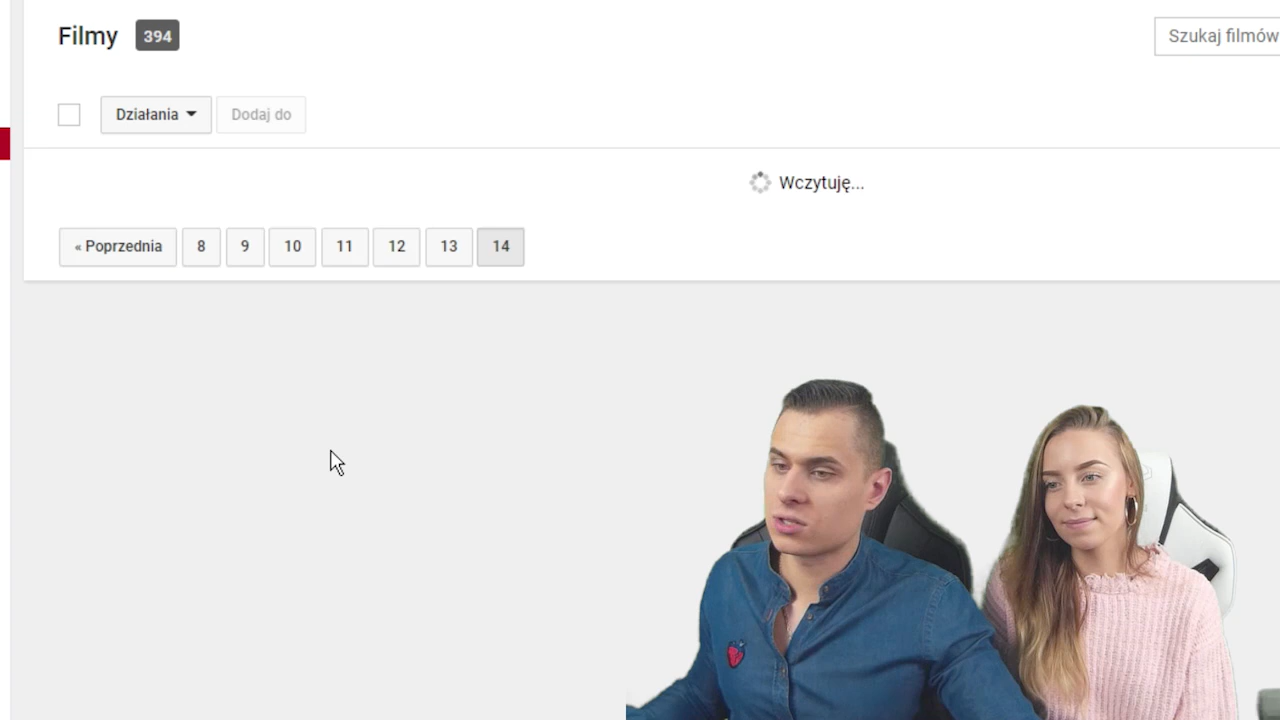 Filmy 394
Szukaj filmów
Działania Dodaj do
Wczytuję...
« Poprzednia 8 9 10 11 12 13 14